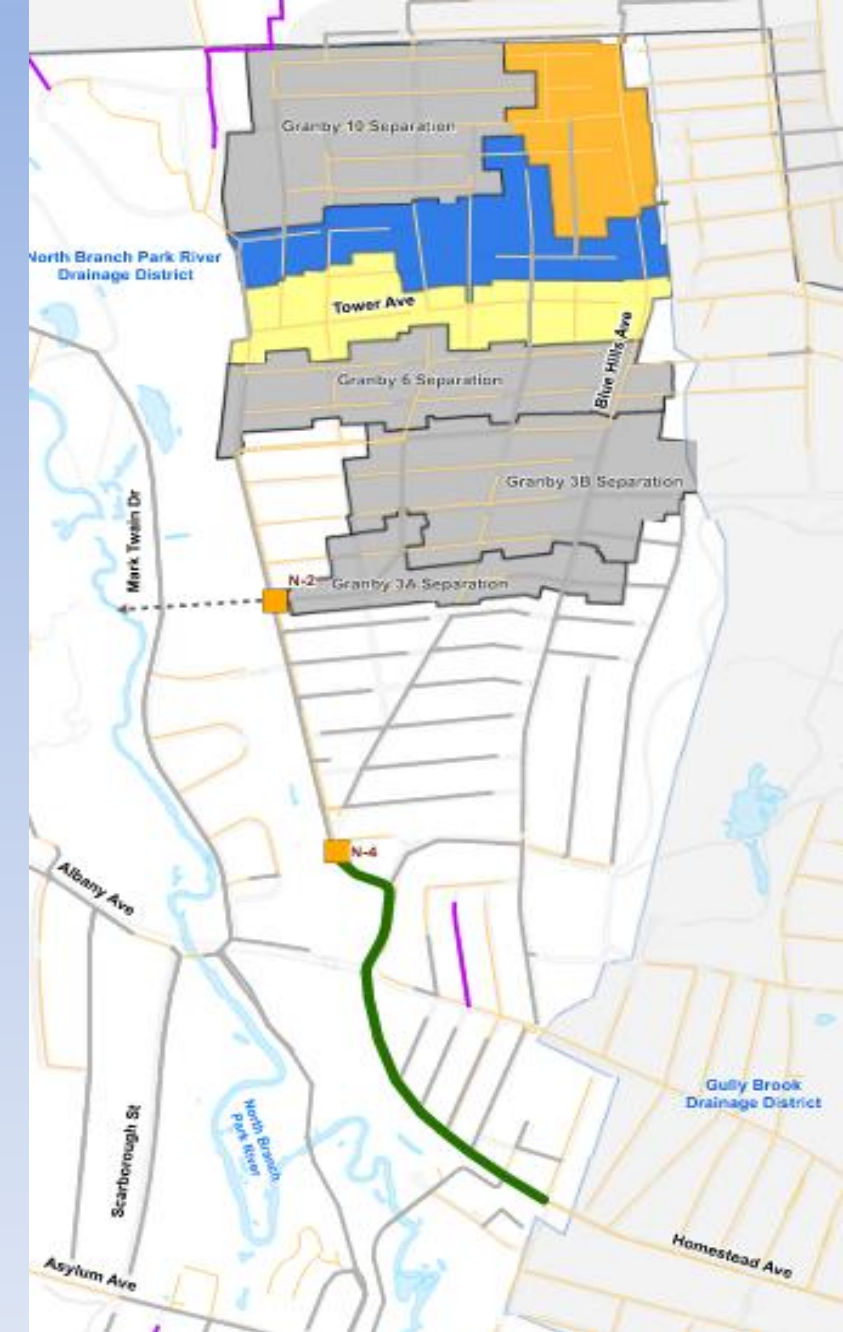 Granby 10 Separation
North Branch Park River
Drainage District
Tower Ave
Blue Hills Ave
Granby 6 Separation
Granby 3B Separation
Mark Twain Dr
N-2
Granby 3A Separation
N-4
Albany Ave
Gully Brook
Drainage District
North Branch
Park River
Scarborough St
Homestead Ave
Asylum Ave